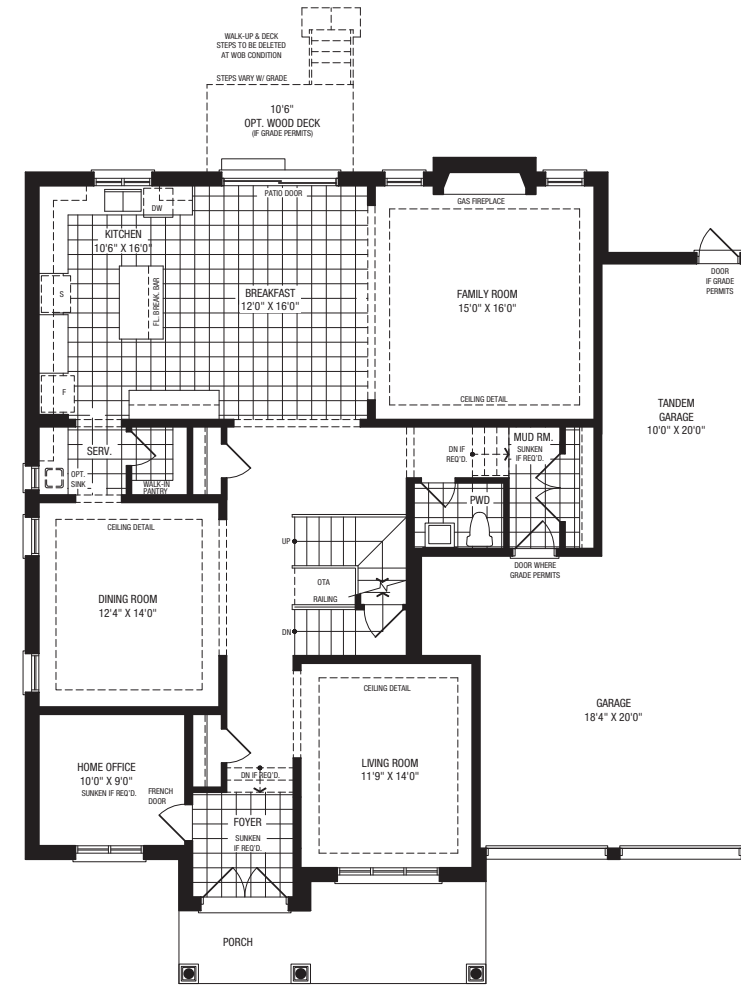 WALK-UP & DECK
STEPS TO BE DELETED
AT WOB CONDITION
STEPS VARY W/ GRADE
10'6"
OPT. WOOD DECK
(IF GRADE PERMITS)
PATIO DOOR
GAS FIREPLACE
DW
KITCHEN
10'6" X 16'0"
S
FL. BREAK. BAR
BREAKFAST
12'0" X 16'0"
FAMILY ROOM
15'0" X 16'0"
CEILING DETAIL
F
DOOR
IF GRADE
PERMITS
TANDEM
GARAGE
10'0" X 20'0"
SERV.
OPT.
SINK
WALK-IN
PANTRY
DN IF
REQ'D.
MUD RM.
SUNKEN
IF REQ'D.
PWD
DOOR WHERE
GRADE PERMITS
CEILING DETAIL
DINING ROOM
12'4" X 14'0"
UP
OTA
RAILING
DN
CEILING DETAIL
LIVING ROOM
11'9" X 14'0"
GARAGE
18'4" X 20'0"
HOME OFFICE
10'0" X 9'0"
SUNKEN IF REQ'D.
FRENCH
DOOR
DN IF REQ'D.
FOYER
SUNKEN
IF REQ'D.
PORCH